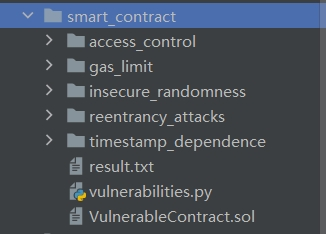 smart_contract
access_control
gas_limit
insecure_randomness
reentrancy_attacks
timestamp_dependence
result.txt
vulnerabilities.py
VulnerableContract.sol